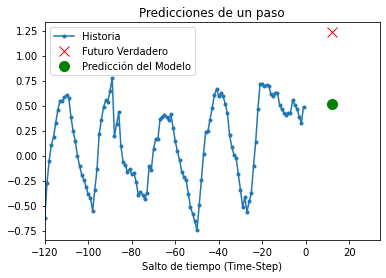 Predicciones de un paso
Historia
Futuro Verdadero
Predicción del Modelo
1.25
1.00
0.75
0.50
0.25
0.00
−0.25
−0.50
−0.75
−120 −100 −80 −60 −40 −20 0 20
Salto de tiempo (Time-Step)